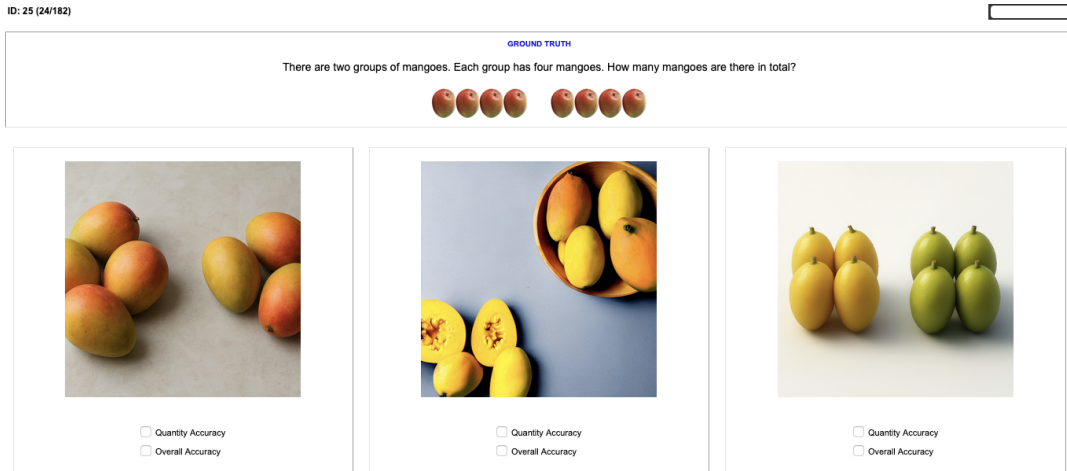 ID: 25 (24/182)
GROUND TRUTH
There are two groups of mangoes. Each group has four mangoes. How many mangoes are there in total?
Quantity Accuracy
Overall Accuracy
Quantity Accuracy
Overall Accuracy
Quantity Accuracy
Overall Accuracy